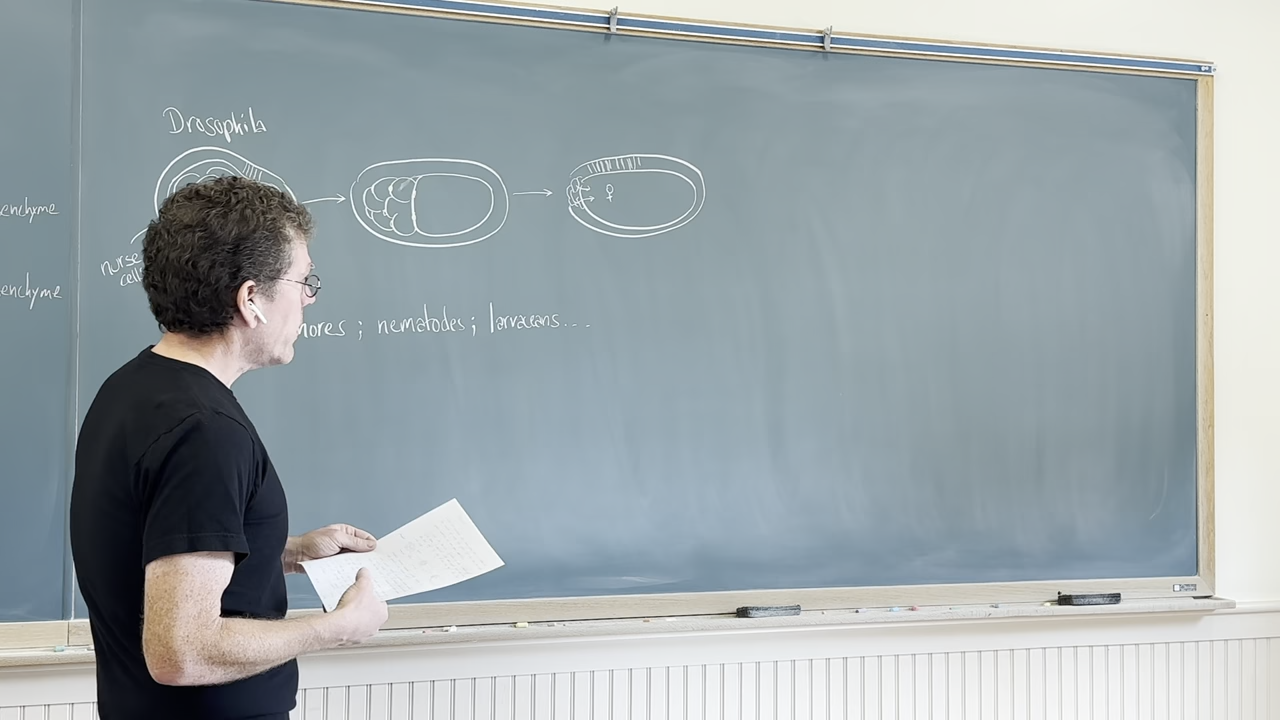 Drosophila
enchyme
nurse
cell
♀
enchyme
mores ; nematodes ; larvaceans...